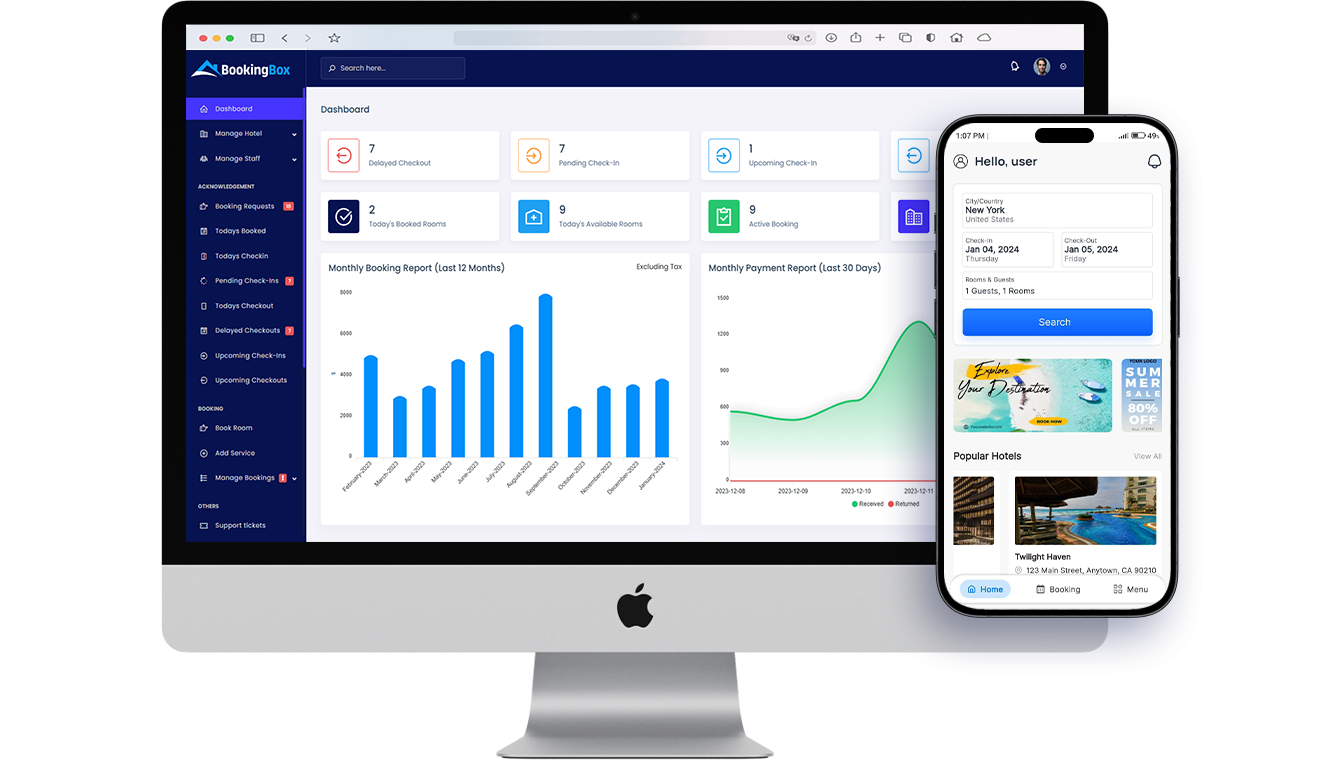 BookingBox
Search here...
Dashboard
Manage Hotel
Manage Staff
ACKNOWLEDGEMENT
Booking Requests 18
Todays Booked
Todays Checkin
Pending Check-Ins 7
Todays Checkout
Delayed Checkouts 7
Upcoming Check-Ins
Upcoming Checkouts
BOOKING
Book Room
Add Service
Manage Bookings
OTHERS
Support tickets
Dashboard
7
Delayed Checkout
7
Pending Check-In
1
Upcoming Check-In
2
Today's Booked Rooms
9
Today's Available Rooms
9
Active Booking
Monthly Booking Report (Last 12 Months)
Excluding Tax
8000
6000
4000
2000
0
February-2023
March-2023
April-2023
May-2023
June-2023
July-2023
August-2023
September-2023
October-2023
November-2023
December-2023
January-2024
Monthly Payment Report (Last 30 Days)
1500
1200
900
600
300
0
2023-12-08
2023-12-09
2023-12-10
2023-12-11
Received
Returned
1:07 PM
49%
Hello, user
City/Country
New York
United States
Check-In
Jan 04, 2024
Thursday
Check-Out
Jan 05, 2024
Friday
Rooms & Guests
1 Guests, 1 Rooms
Search
Explore
Your Destination
BOOK NOW
YOUR LOGO
SUM
MER
SALE
80%
OFF
ALL ITEMS
Popular Hotels
View All
Twilight Haven
123 Main Street, Anytown, CA 90210
Home
Booking
Menu